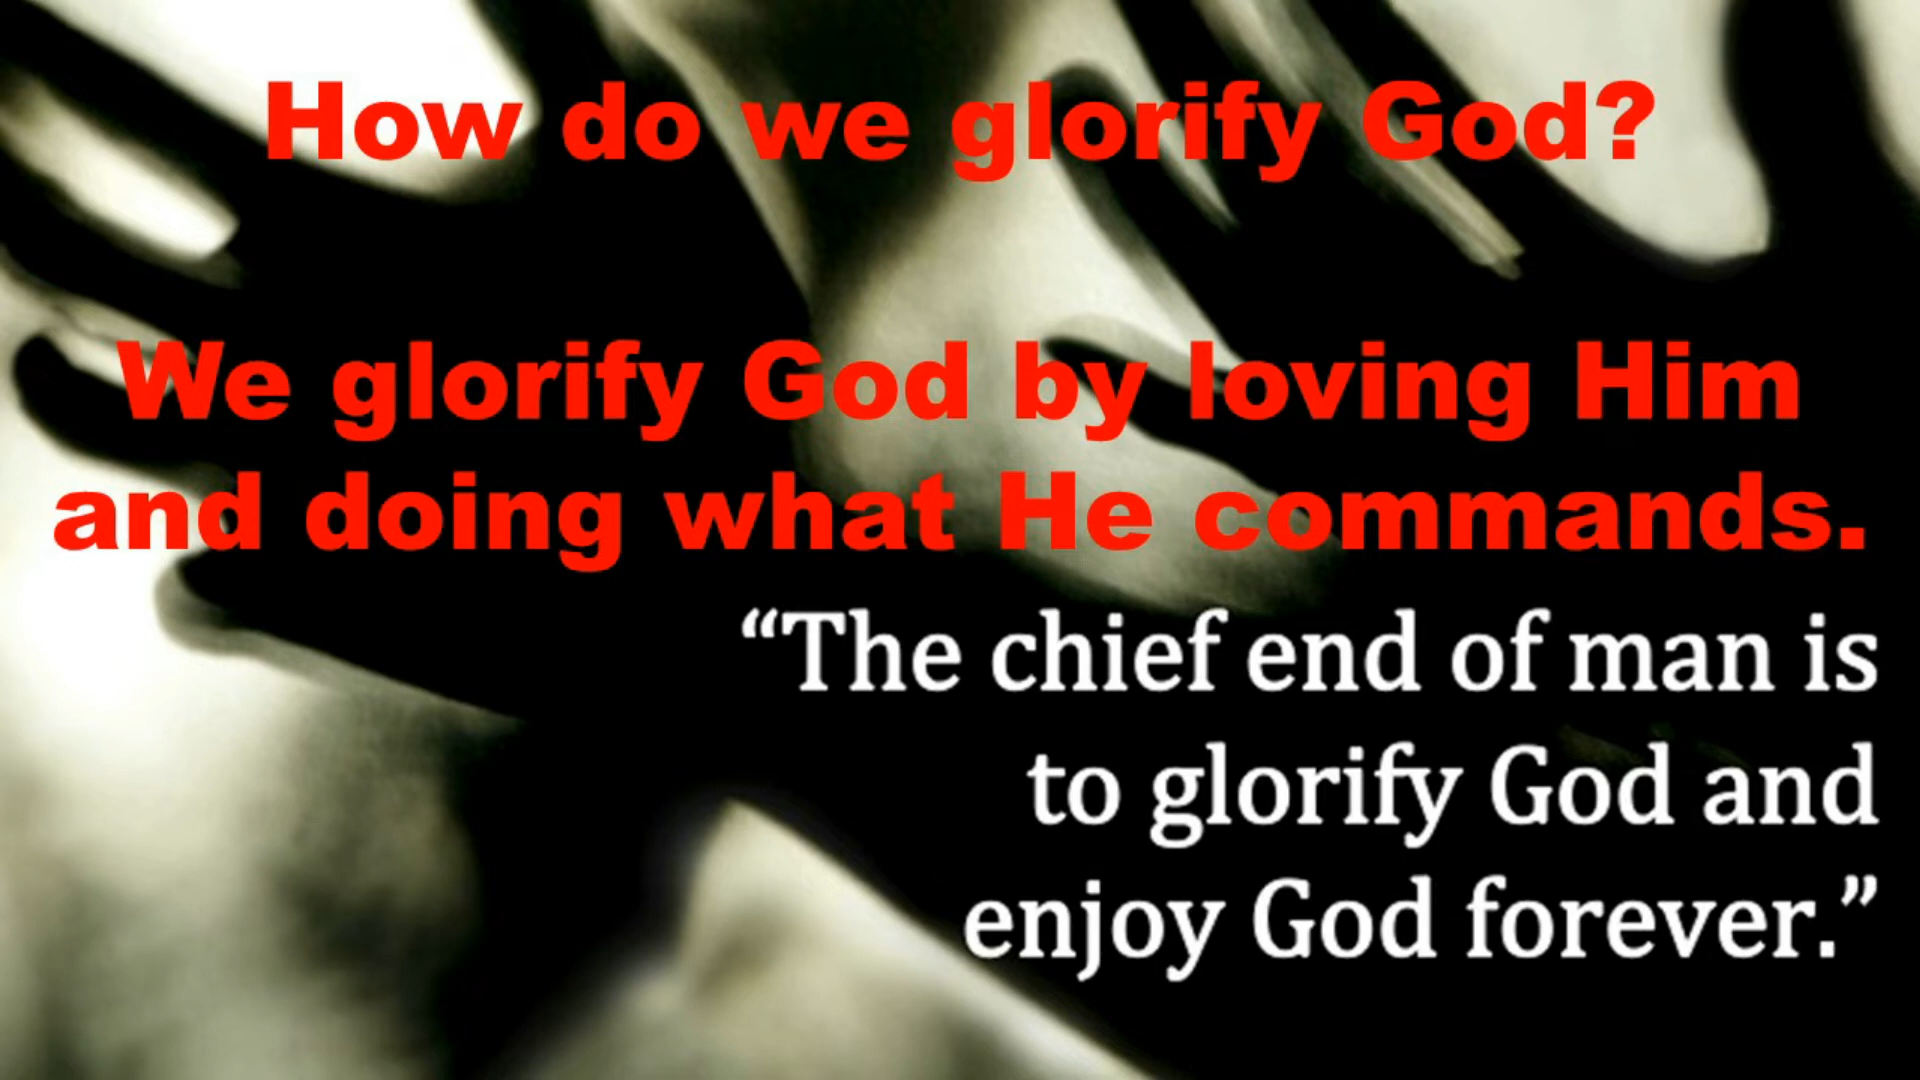 How do we glorify God?
We glorify God by loving Him
and doing what He commands.
“The chief end of man is
to glorify God and
enjoy God forever.”